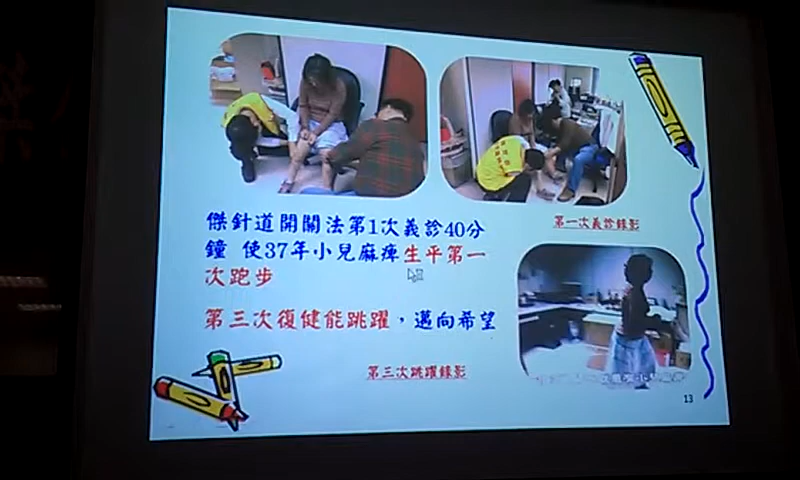 傑針道開關法第1次義診40分
鐘 使37年小兒麻痺生平第一
次跑步
第一次義診錄影
第三次復健能跳躍，邁向希望
第三次跳躍錄影
13